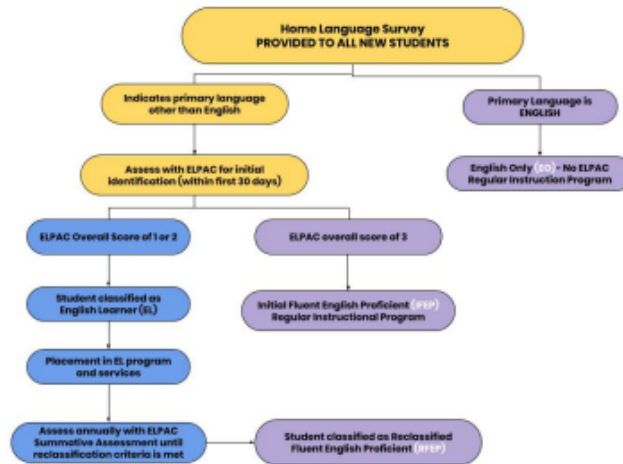 Home Language Survey
PROVIDED TO ALL NEW STUDENTS
Indicates primary language
other than English
Primary Language is
ENGLISH
Assess with ELPAC for initial
identification (within first 30 days)
English Only (EO)- No ELPAC
Regular Instruction Program
ELPAC Overall Score of 1 or 2
ELPAC overall score of 3
Student classified as
English Learner (EL)
Initial Fluent English Proficient (IFEP)
Regular Instructional Program
Placement in EL program
and services
Assess annually with ELPAC
Summative Assessment until
reclassification criteria is met
Student classified as Reclassified
Fluent English Proficient (RFEP)